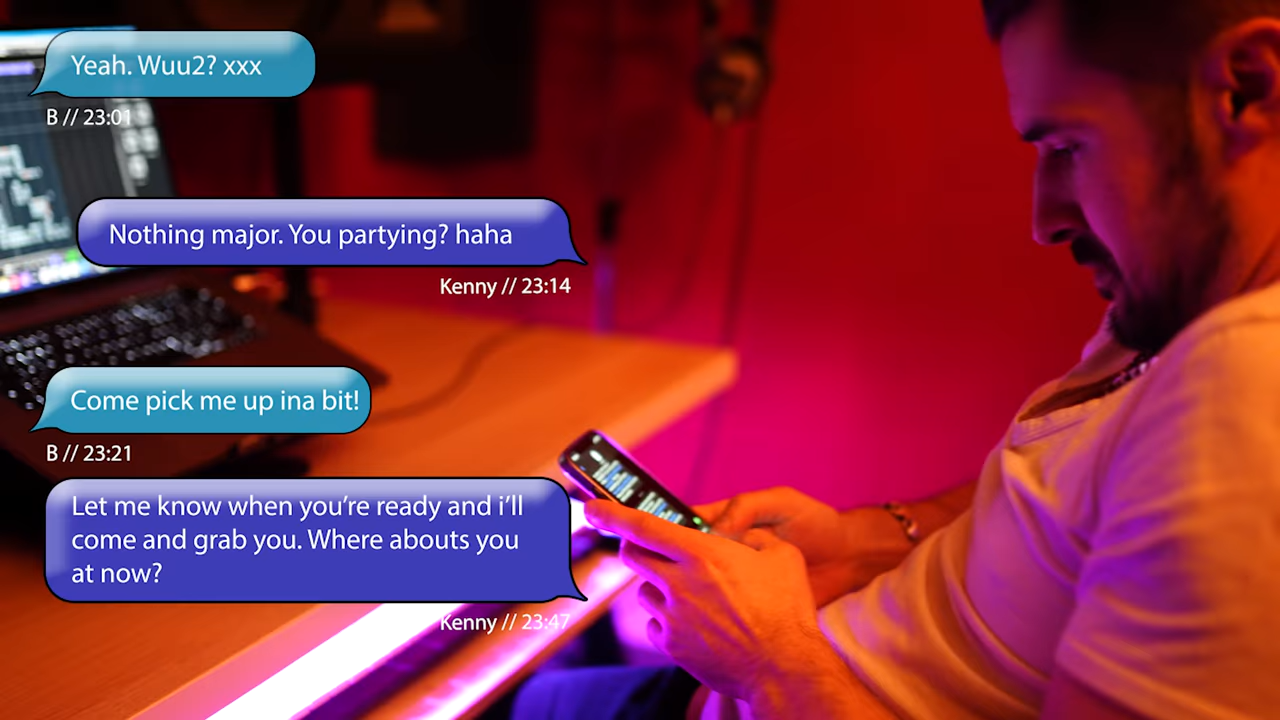 Yeah. Wuu2? xxx
B // 23:01
Nothing major. You partying? haha
Kenny // 23:14
Come pick me up ina bit!
B // 23:21
Let me know when you're ready and i'll
come and grab you. Where abouts you
at now?
Kenny // 23:47